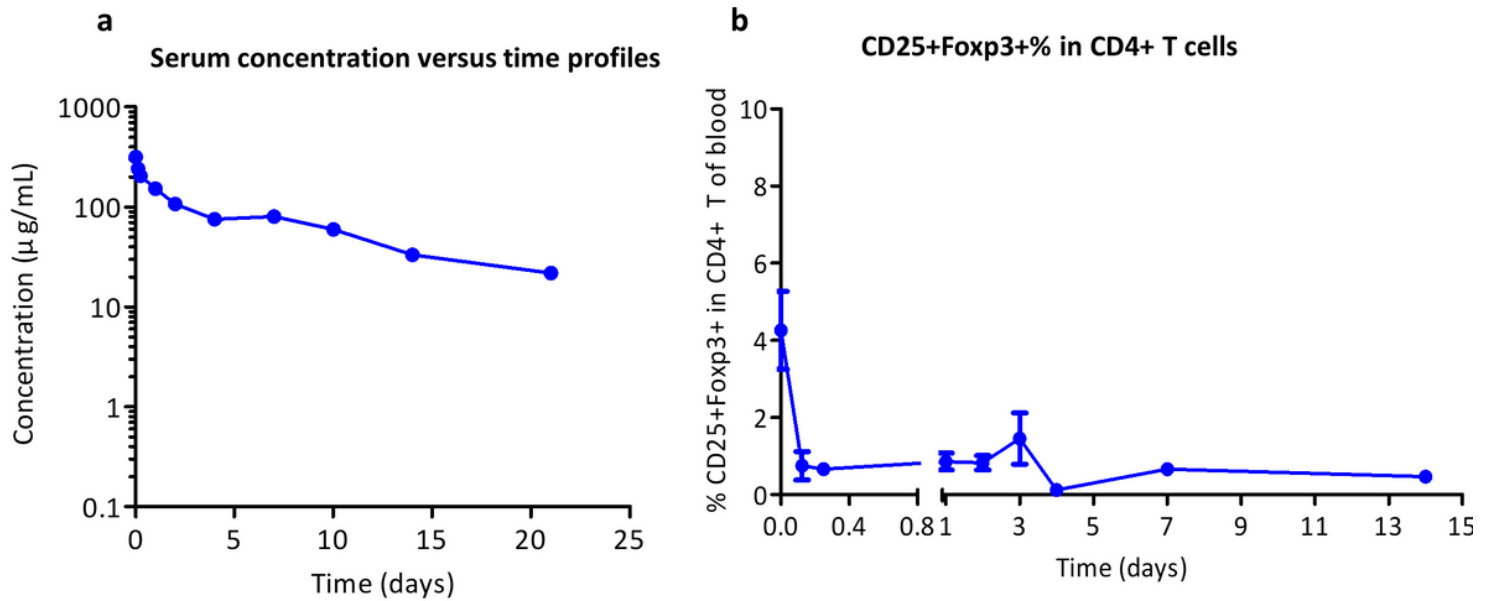 a
Serum concentration versus time profiles
Concentration (µg/mL)
1000
100
10
1
0.1
0 5 10 15 20 25
Time (days)
b
CD25+Foxp3+% in CD4+ T cells
% CD25+Foxp3+ in CD4+ T of blood
10
8
6
4
2
0
0.0 0.4 0.8 1 3 5 7 9 11 13 15
Time (days)